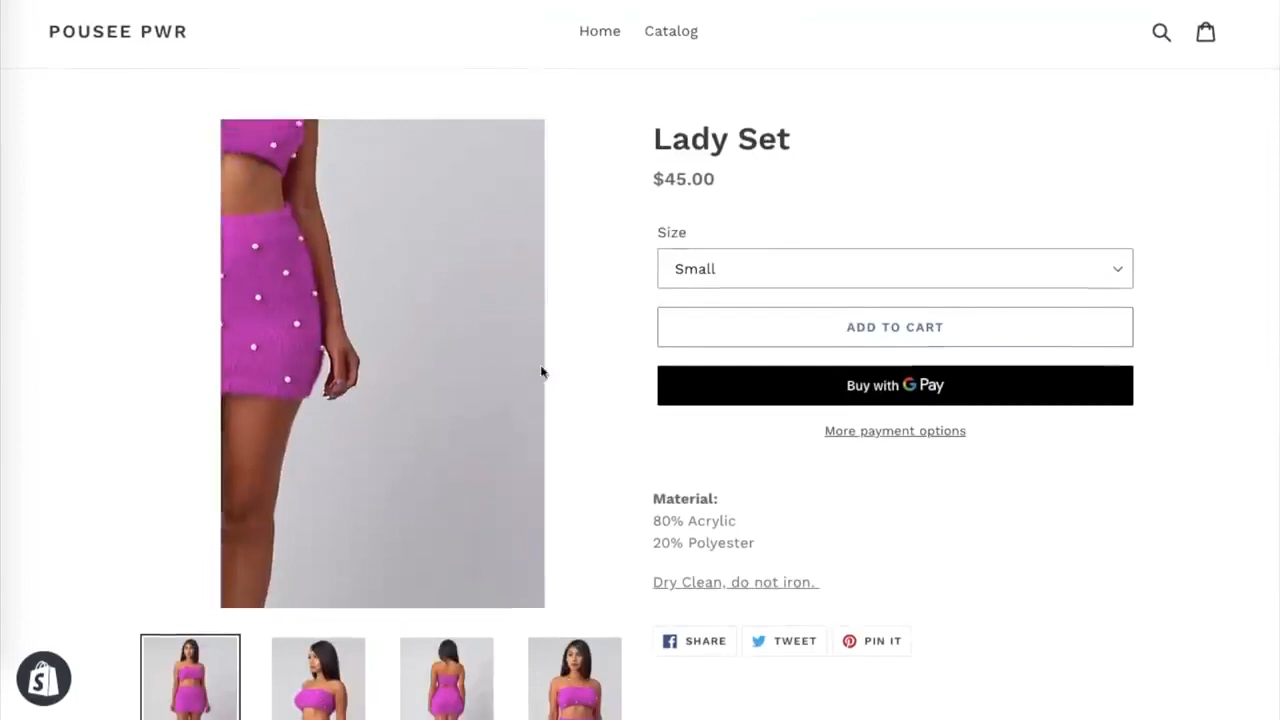 POUSEE PWR
Home
Catalog
Lady Set
$45.00
Size
Small
ADD TO CART
Buy with G Pay
More payment options
Material:
80% Acrylic
20% Polyester
Dry Clean, do not iron.
SHARE
TWEET
PIN IT